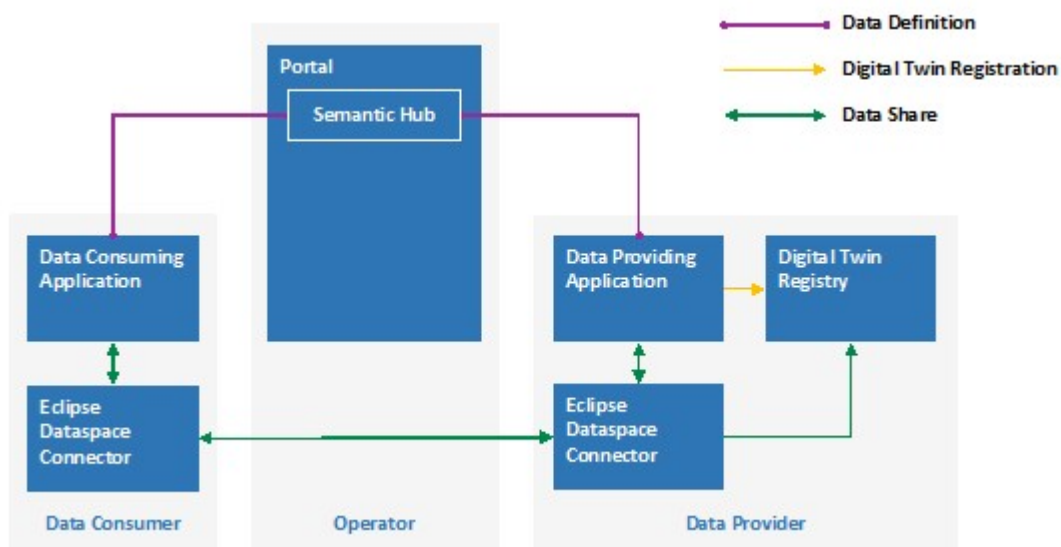 Data Definition
Digital Twin Registration
Data Share
Portal
Semantic Hub
Data Consuming
Application
Data Providing
Application
Digital Twin
Registry
Eclipse
Dataspace
Connector
Eclipse
Dataspace
Connector
Data Consumer
Operator
Data Provider